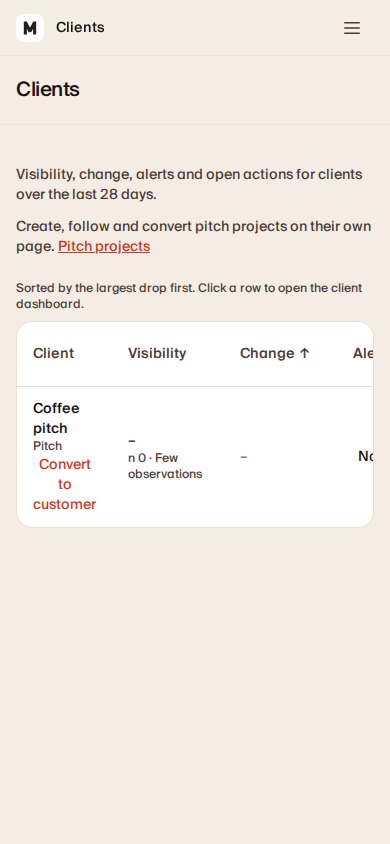 M Clients
Clients
Visibility, change, alerts and open actions for clients
over the last 28 days.
Create, follow and convert pitch projects on their own
page. Pitch projects
Sorted by the largest drop first. Click a row to open the client
dashboard.
Client Visibility Change ↑
Coffee
pitch
Pitch
Convert
to
customer
–
n 0 · Few
observations
–